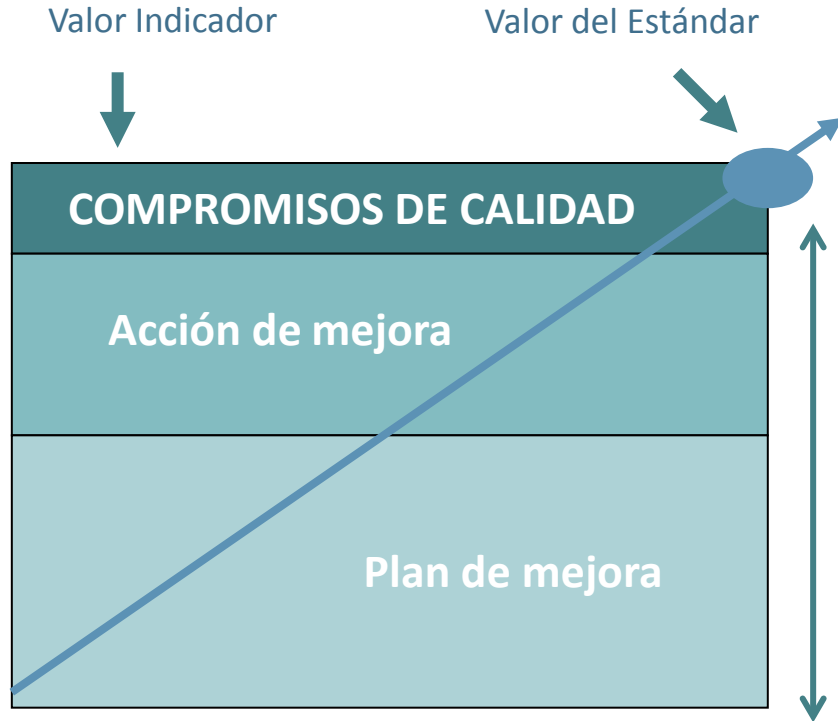 Valor Indicador
Valor del Estándar
COMPROMISOS DE CALIDAD
Acción de mejora
Plan de mejora